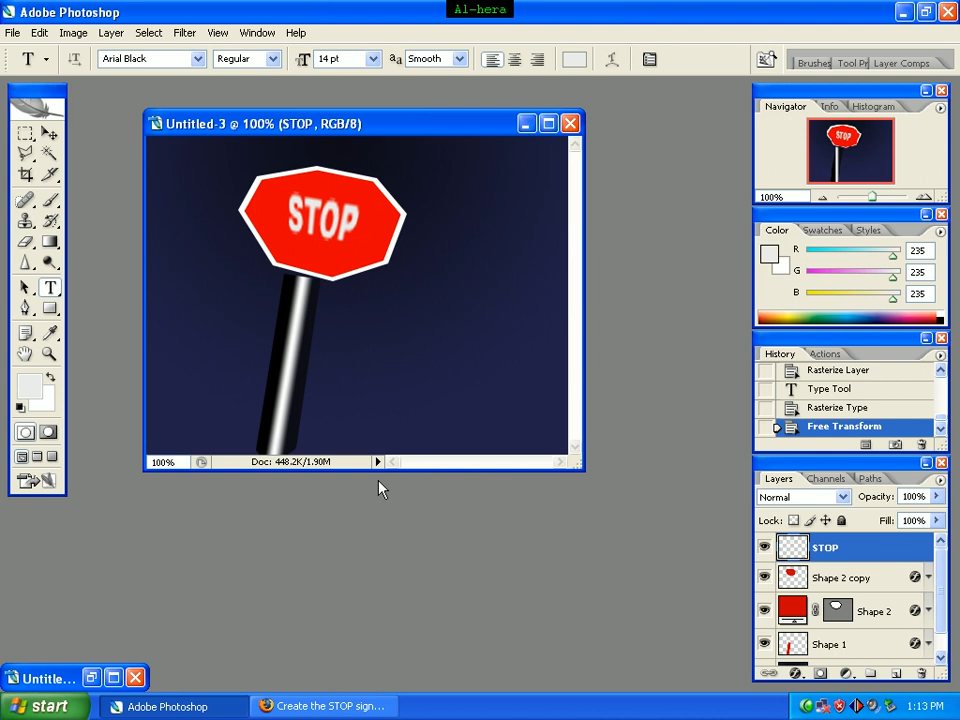 Adobe Photoshop
Al-hera
File Edit Image Layer Select Filter View Window Help
T Arial Black Regular 14 pt aa Smooth
Brushes Tool Pr Layer Comps
Untitled-3 @ 100% (STOP, RGB/8)
STOP
100% Doc: 448.2K/1.90M
Navigator Info Histogram
STOP
100%
Color Swatches Styles
R 235
G 235
B 235
History Actions
Rasterize Layer
Type Tool
Rasterize Type
Free Transform
Layers Channels Paths
Normal Opacity: 100%
Lock: Fill: 100%
STOP
Shape 2 copy
Shape 2
Shape 1
Untitle...
start Adobe Photoshop Create the STOP sign... 1:13 PM